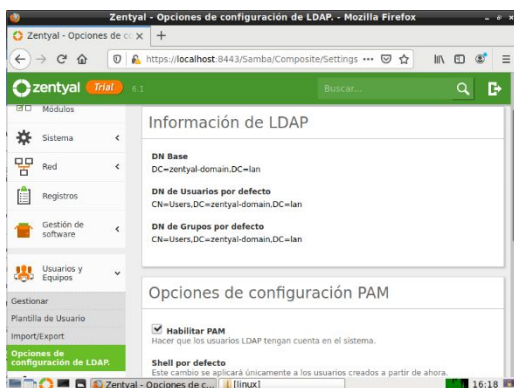 Zentyal - Opciones de configuración de LDAP. - Mozilla Firefox
Zentyal - Opciones de co
https://localhost:8443/Samba/Composite/Settings
zentyal Trial 6.1
Buscar...
Módulos
Sistema
Red
Registros
Gestión de
software
Usuarios y
Equipos
Gestionar
Plantilla de Usuario
Import/Export
Opciones de
configuración de LDAP.
Información de LDAP
DN Base
DC=zentyal-domain,DC=lan
DN de Usuarios por defecto
CN=Users,DC=zentyal-domain,DC=lan
DN de Grupos por defecto
CN=Users,DC=zentyal-domain,DC=lan
Opciones de configuración PAM
Habilitar PAM
Hacer que los usuarios LDAP tengan cuenta en el sistema.
Shell por defecto
Este cambio se aplicará únicamente a los usuarios creados a partir de ahora.
Zentyal - Opciones de c...
[linux]
16:18